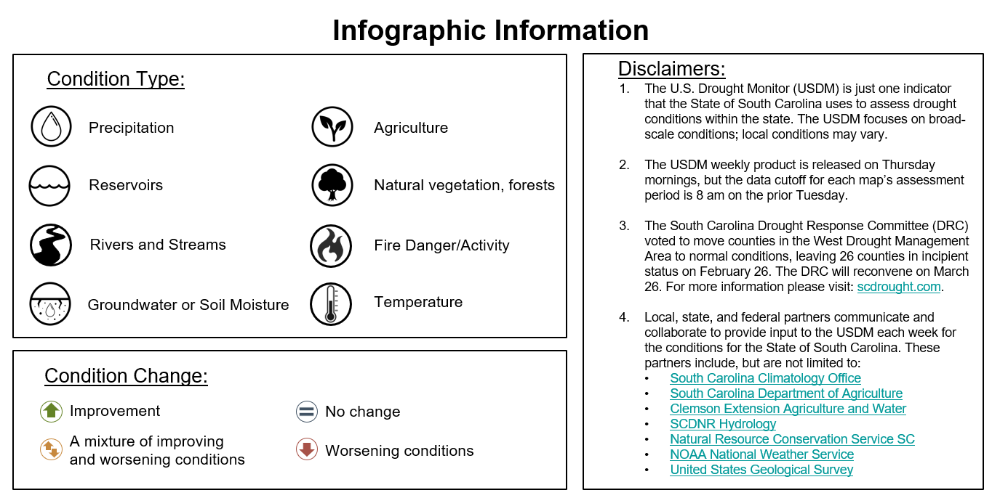 Infographic Information
Condition Type:
Precipitation
Reservoirs
Rivers and Streams
Groundwater or Soil Moisture
Agriculture
Natural vegetation, forests
Fire Danger/Activity
Temperature
Condition Change:
Improvement
A mixture of improving
and worsening conditions
No change
Worsening conditions
Disclaimers:
1. The U.S. Drought Monitor (USDM) is just one indicator
that the State of South Carolina uses to assess drought
conditions within the state. The USDM focuses on broad-
scale conditions; local conditions may vary.
2. The USDM weekly product is released on Thursday
mornings, but the data cutoff for each map’s assessment
period is 8 am on the prior Tuesday.
3. The South Carolina Drought Response Committee (DRC)
voted to move counties in the West Drought Management
Area to normal conditions, leaving 26 counties in incipient
status on February 26. The DRC will reconvene on March
26. For more information please visit: scdrought.com.
4. Local, state, and federal partners communicate and
collaborate to provide input to the USDM each week for
the conditions for the State of South Carolina. These
partners include, but are not limited to:
• South Carolina Climatology Office
• South Carolina Department of Agriculture
• Clemson Extension Agriculture and Water
• SCDNR Hydrology
• Natural Resource Conservation Service SC
• NOAA National Weather Service
• United States Geological Survey